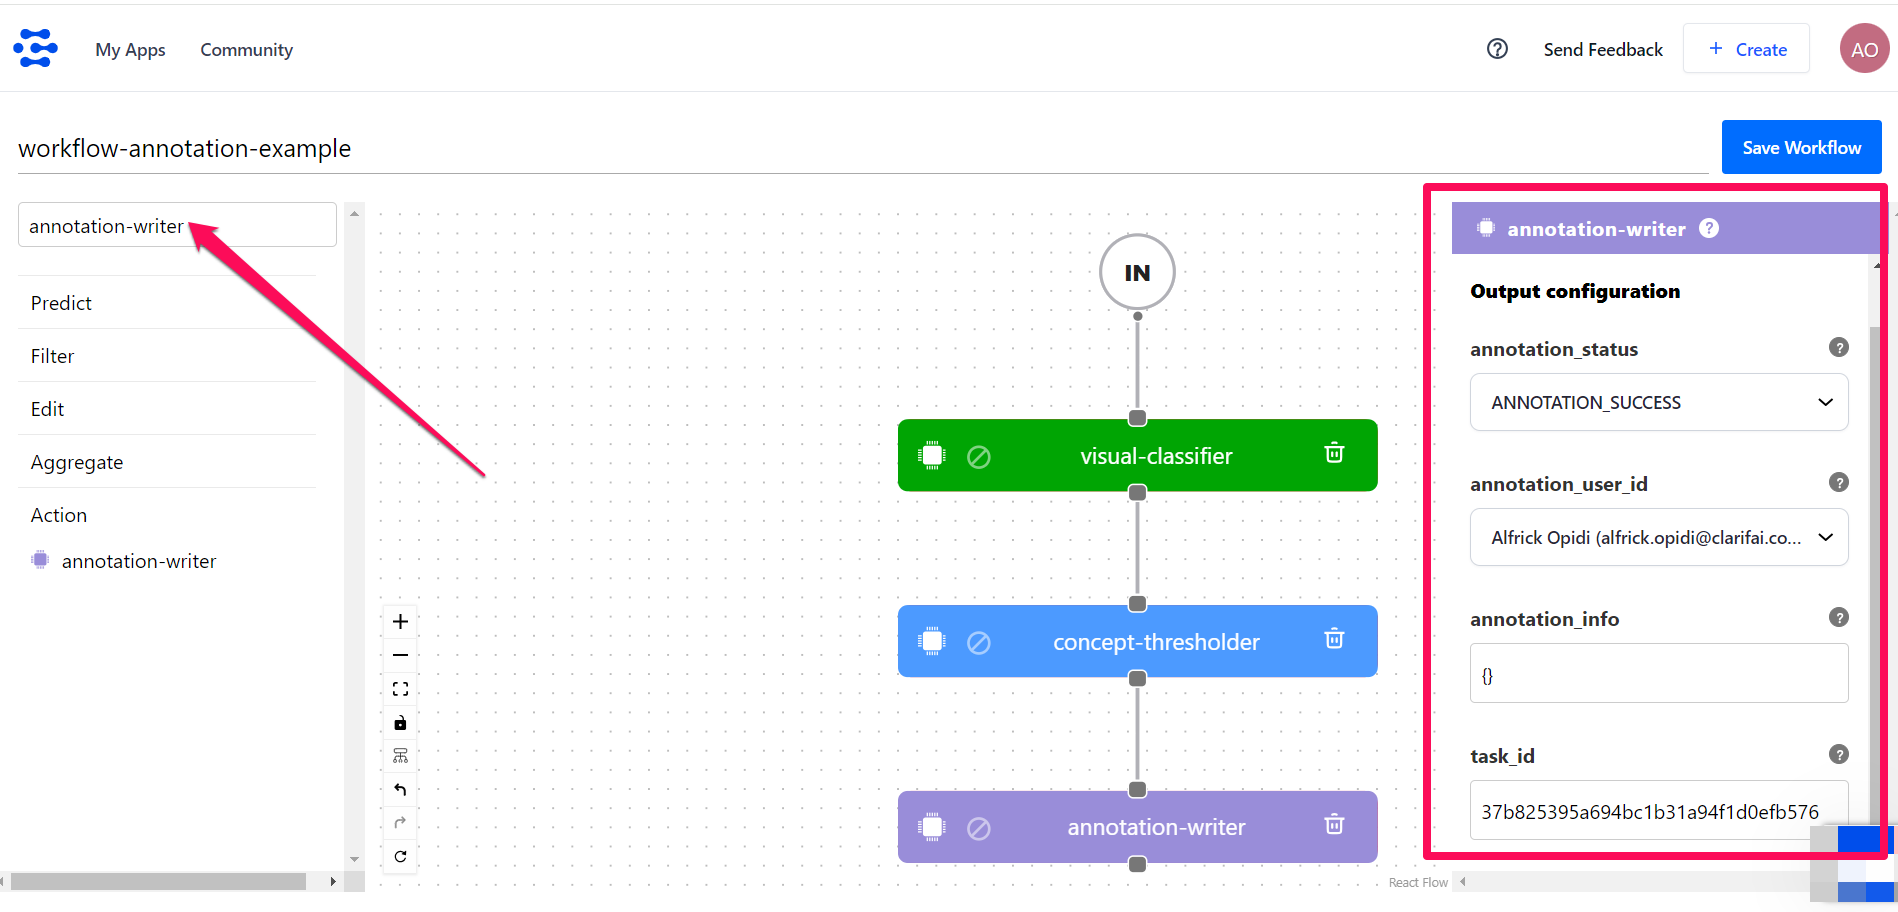 My Apps
Community
?
Send Feedback
+ Create
AO
workflow-annotation-example
Save Workflow
annotation-writer
Predict
Filter
Edit
Aggregate
Action
annotation-writer
IN
visual-classifier
concept-thresholder
annotation-writer
React Flow
annotation-writer ?
Output configuration
annotation_status ?
ANNOTATION_SUCCESS
annotation_user_id ?
Alfrick Opidi (alfrick.opidi@clarifai.co...
annotation_info ?
{}
task_id ?
37b825395a694bc1b31a94f1d0efb576